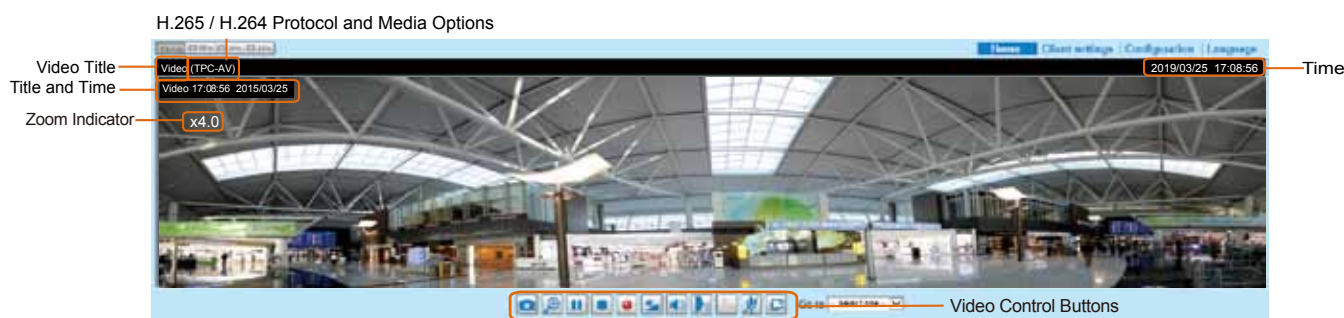 H.265 / H.264 Protocol and Media Options
Home Client settings Configuration Language
Video Title
Video (TPC-AV)
2019/03/25 17:08:56
Time
Title and Time
Video 17:08:56 2015/03/25
Zoom Indicator
x4.0
Go to
Video Control Buttons